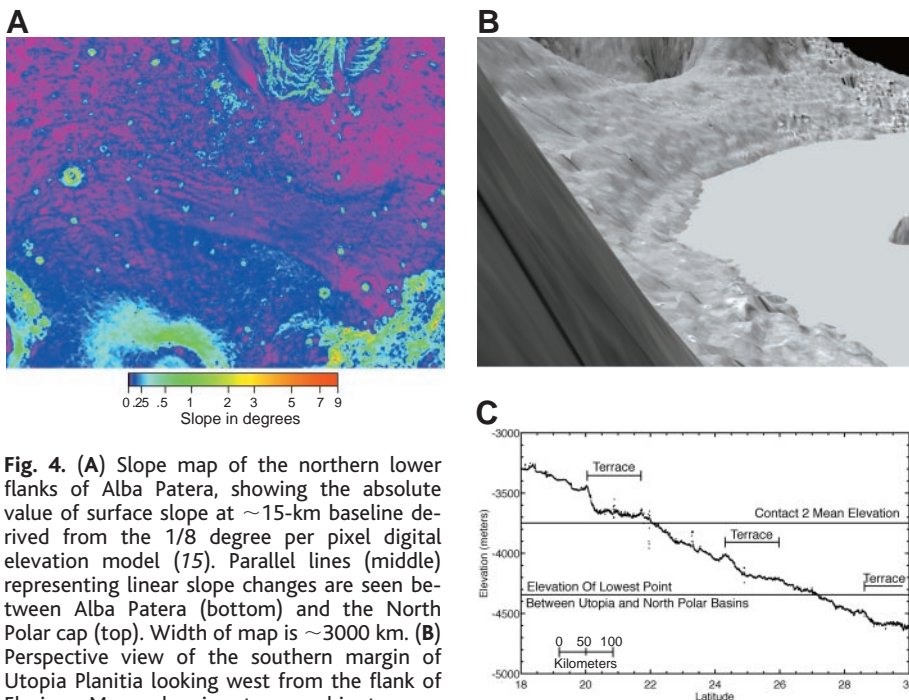 A
B
0 .25 .5 1 2 3 5 7 9
Slope in degrees
Fig. 4. (A) Slope map of the northern lower
flanks of Alba Patera, showing the absolute
value of surface slope at ~15-km baseline de-
rived from the 1/8 degree per pixel digital
elevation model (15). Parallel lines (middle)
representing linear slope changes are seen be-
tween Alba Patera (bottom) and the North
Polar cap (top). Width of map is ~3000 km. (B)
Perspective view of the southern margin of
Utopia Planitia looking west from the flank of
C
-3000
-3500
-4000
-4500
-5000
Elevation (meters)
Terrace
Contact 2 Mean Elevation
Terrace
Elevation Of Lowest Point
Terrace
Between Utopia and North Polar Basins
0 50 100
Kilometers
18 20 22 24 26 28
Latitude